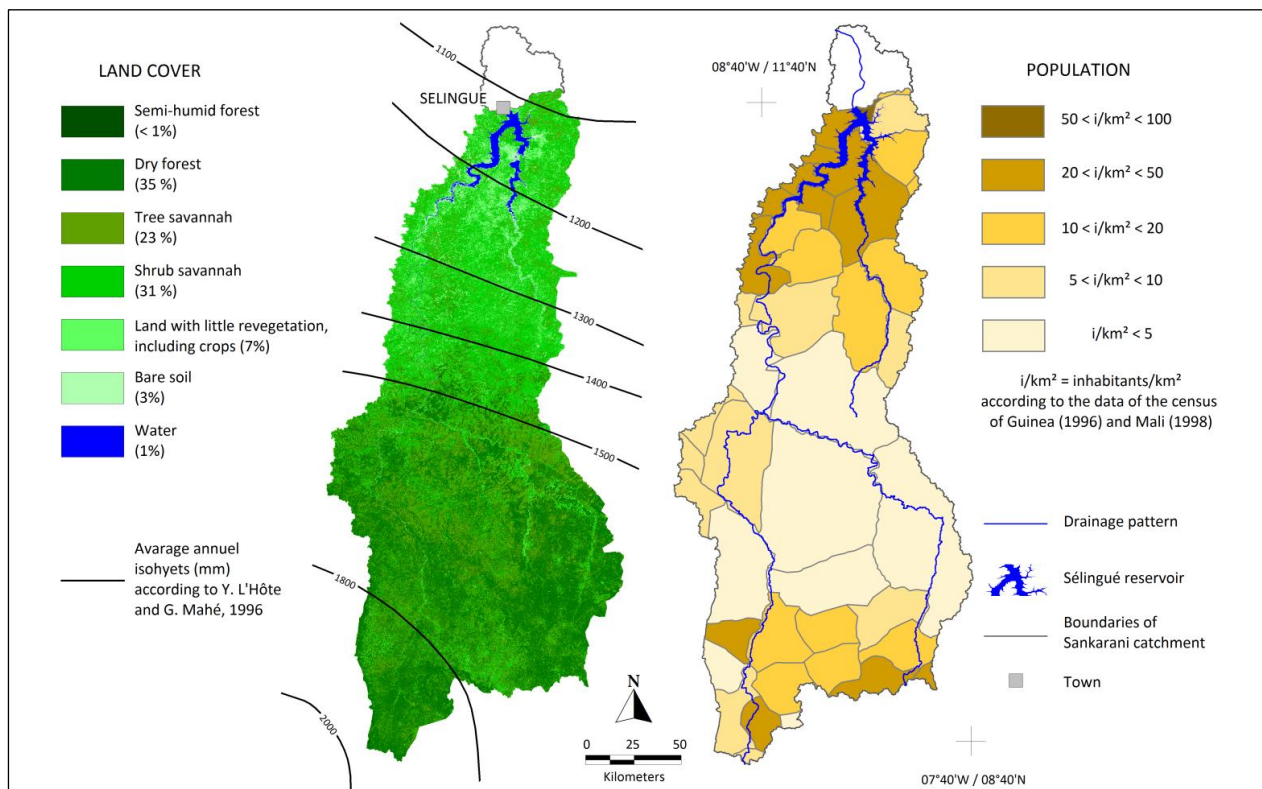 LAND COVER
Semi-humid forest
(< 1%)
Dry forest
(35 %)
Tree savannah
(23 %)
Shrub savannah
(31 %)
Land with little revegetation,
including crops (7%)
Bare soil
(3%)
Water
(1%)
Avarage annuel
isohyets (mm)
according to Y. L'Hôte
and G. Mahé, 1996
1100
SELINGUE
1200
1300
1400
1500
1800
2000
N
0 25 50
Kilometers
08°40'W / 11°40'N
07°40'W / 08°40'N
POPULATION
50 < i/km² < 100
20 < i/km² < 50
10 < i/km² < 20
5 < i/km² < 10
i/km² < 5
i/km² = inhabitants/km²
according to the data of the census
of Guinea (1996) and Mali (1998)
Drainage pattern
Sélingué reservoir
Boundaries of
Sankarani catchment
Town